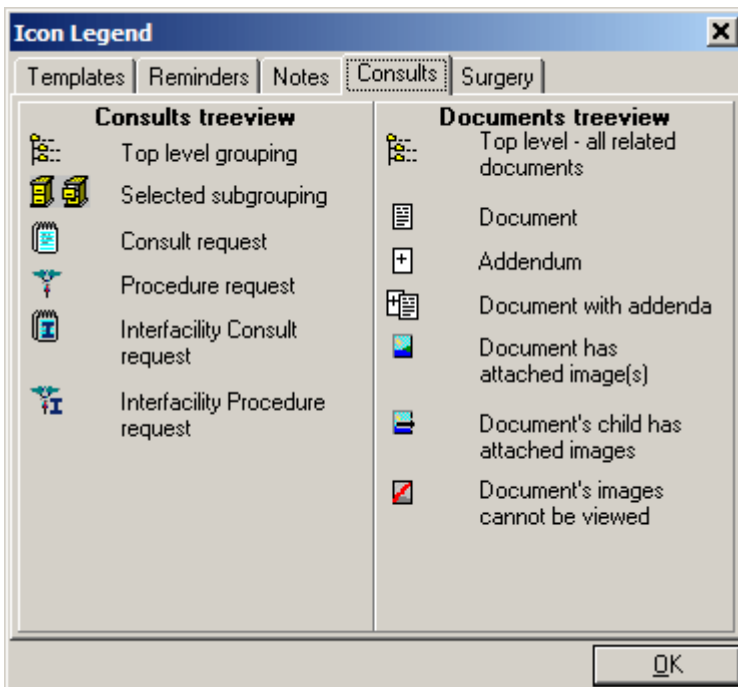 Icon Legend
Templates Reminders Notes Consults Surgery
Consults treeview
Top level grouping
Selected subgrouping
Consult request
Procedure request
Interfacility Consult
request
Interfacility Procedure
request
Documents treeview
Top level - all related
documents
Document
Addendum
Document with addenda
Document has
attached image(s)
Document's child has
attached images
Document's images
cannot be viewed
OK